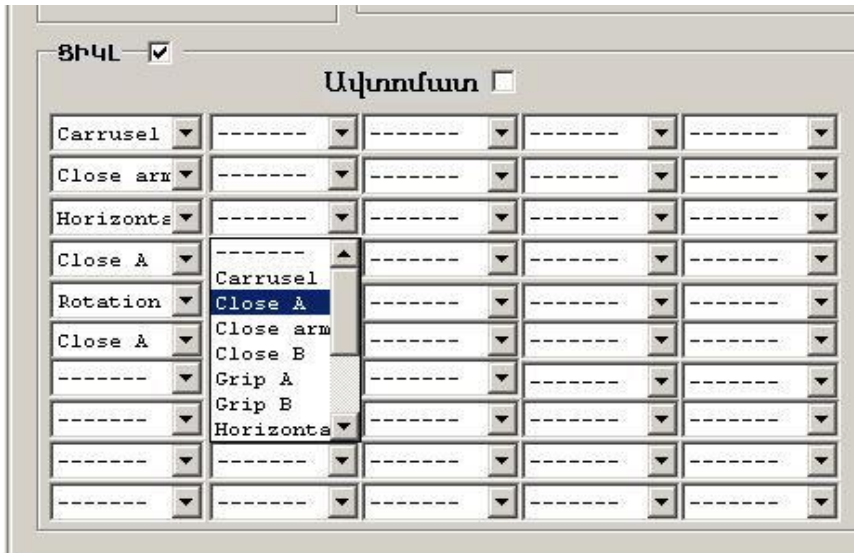 ՑԻԿԼ
Ավտոմատ
Carrusel ------- ------- ------- -------
Close arm ------- ------- ------- -------
Horizonta ------- ------- ------- -------
Close A ------- ------- ------- -------
Carrusel
Rotation Close A ------- ------- -------
Close arm
Close A Close B ------- ------- -------
------- Grip A ------- ------- -------
------- Grip B ------- ------- -------
Horizonta
------- ------- ------- ------- -------
------- ------- ------- ------- -------